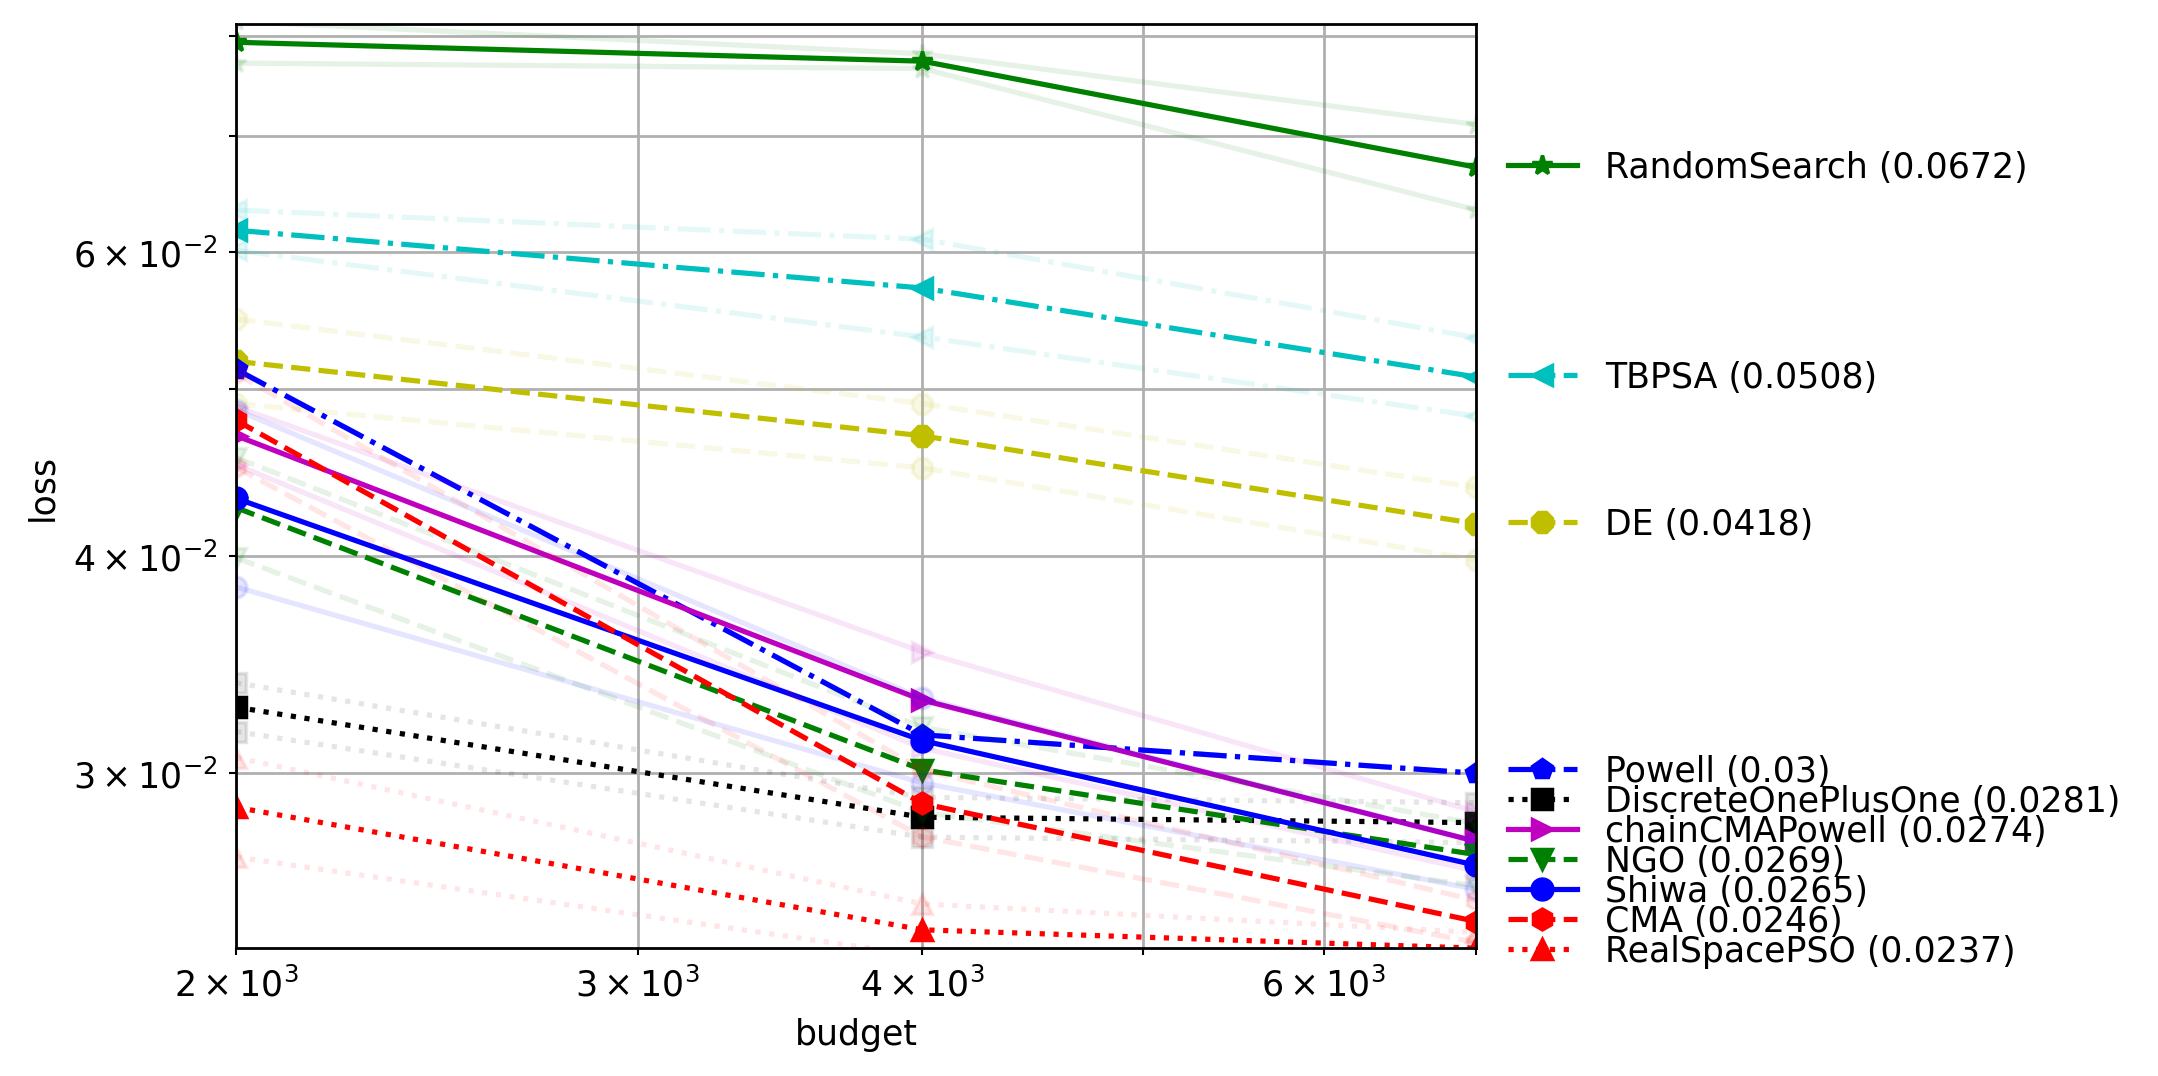 RandomSearch (0.0672)
6 × 10⁻²
TBPSA (0.0508)
loss
DE (0.0418)
4 × 10⁻²
3 × 10⁻²
Powell (0.03)
DiscreteOnePlusOne (0.0281)
chainCMAPowell (0.0274)
NGO (0.0269)
Shiwa (0.0265)
CMA (0.0246)
RealSpacePSO (0.0237)
2 × 10³
3 × 10³
4 × 10³
6 × 10³
budget